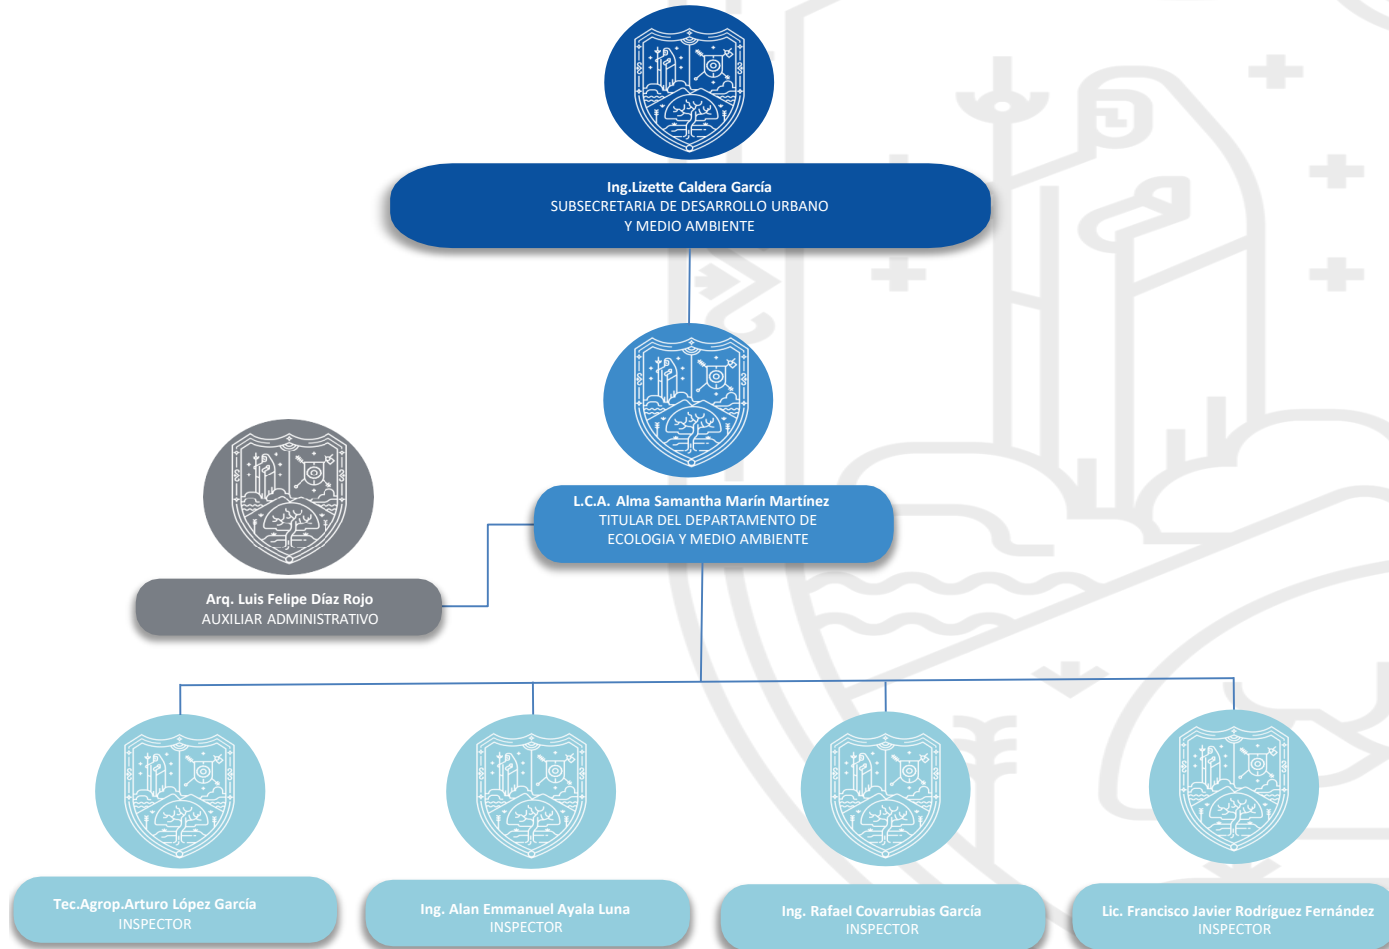 Ing.Lizette Caldera García
SUBSECRETARIA DE DESARROLLO URBANO
Y MEDIO AMBIENTE
L.C.A. Alma Samantha Marín Martínez
TITULAR DEL DEPARTAMENTO DE
ECOLOGIA Y MEDIO AMBIENTE
Arq. Luis Felipe Díaz Rojo
AUXILIAR ADMINISTRATIVO
Tec.Agrop.Arturo López García
INSPECTOR
Ing. Alan Emmanuel Ayala Luna
INSPECTOR
Ing. Rafael Covarrubias García
INSPECTOR
Lic. Francisco Javier Rodríguez Fernández
INSPECTOR